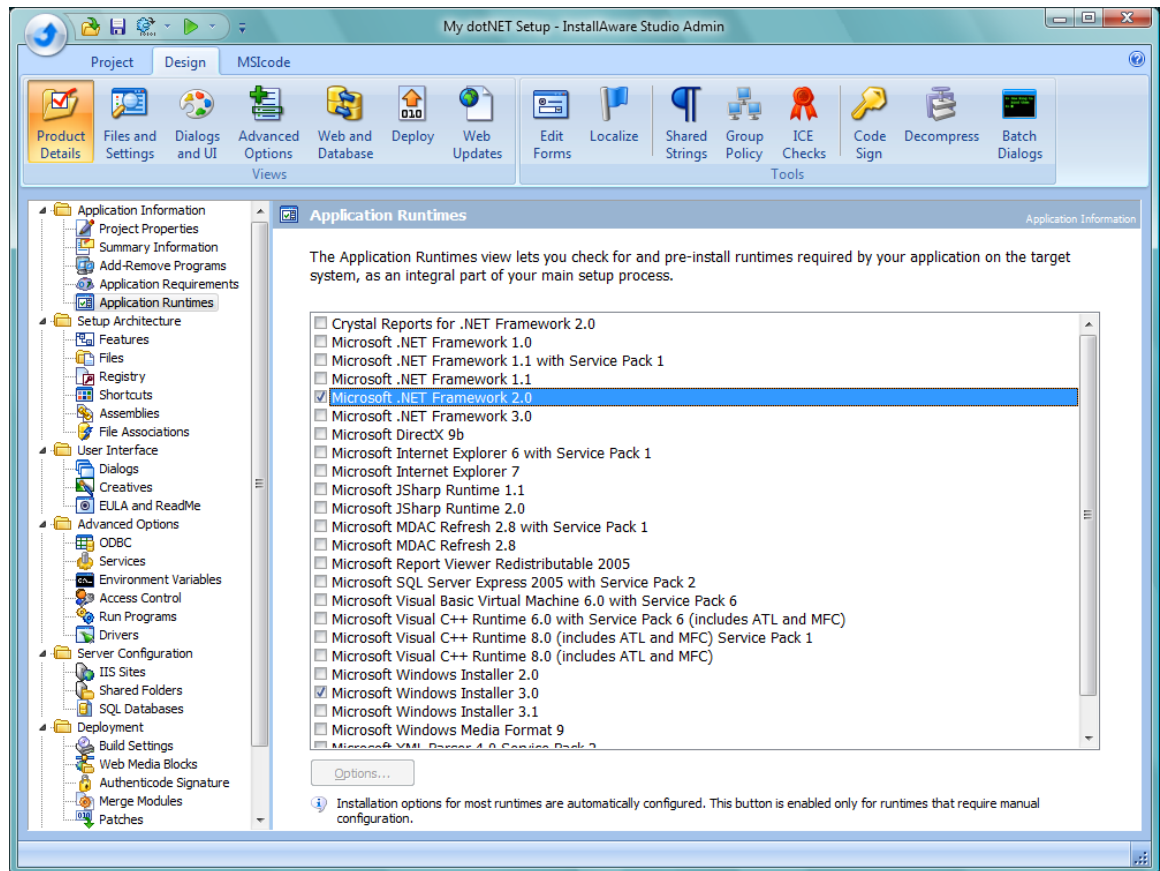 My dotNET Setup - InstallAware Studio Admin
Project Design MSIcode
Product Details
Files and Settings
Dialogs and UI
Advanced Options
Web and Database
Deploy
Web Updates
Edit Forms
Localize
Shared Strings
Group Policy
ICE Checks
Code Sign
Decompress
Batch Dialogs
Views
Tools
Application Information
Project Properties
Summary Information
Add-Remove Programs
Application Requirements
Application Runtimes
Setup Architecture
Features
Files
Registry
Shortcuts
Assemblies
File Associations
User Interface
Dialogs
Creatives
EULA and ReadMe
Advanced Options
ODBC
Services
Environment Variables
Access Control
Run Programs
Drivers
Server Configuration
IIS Sites
Shared Folders
SQL Databases
Deployment
Build Settings
Web Media Blocks
Authenticode Signature
Merge Modules
Patches
Application Runtimes
Application Information
The Application Runtimes view lets you check for and pre-install runtimes required by your application on the target
system, as an integral part of your main setup process.
Crystal Reports for .NET Framework 2.0
Microsoft .NET Framework 1.0
Microsoft .NET Framework 1.1 with Service Pack 1
Microsoft .NET Framework 1.1
Microsoft .NET Framework 2.0
Microsoft .NET Framework 3.0
Microsoft DirectX 9b
Microsoft Internet Explorer 6 with Service Pack 1
Microsoft Internet Explorer 7
Microsoft JSharp Runtime 1.1
Microsoft JSharp Runtime 2.0
Microsoft MDAC Refresh 2.8 with Service Pack 1
Microsoft MDAC Refresh 2.8
Microsoft Report Viewer Redistributable 2005
Microsoft SQL Server Express 2005 with Service Pack 2
Microsoft Visual Basic Virtual Machine 6.0 with Service Pack 6
Microsoft Visual C++ Runtime 6.0 with Service Pack 6 (includes ATL and MFC)
Microsoft Visual C++ Runtime 8.0 (includes ATL and MFC) Service Pack 1
Microsoft Visual C++ Runtime 8.0 (includes ATL and MFC)
Microsoft Windows Installer 2.0
Microsoft Windows Installer 3.0
Microsoft Windows Installer 3.1
Microsoft Windows Media Format 9
Microsoft XML Parser 4.0 Service Pack 2
Options...
Installation options for most runtimes are automatically configured. This button is enabled only for runtimes that require manual
configuration.